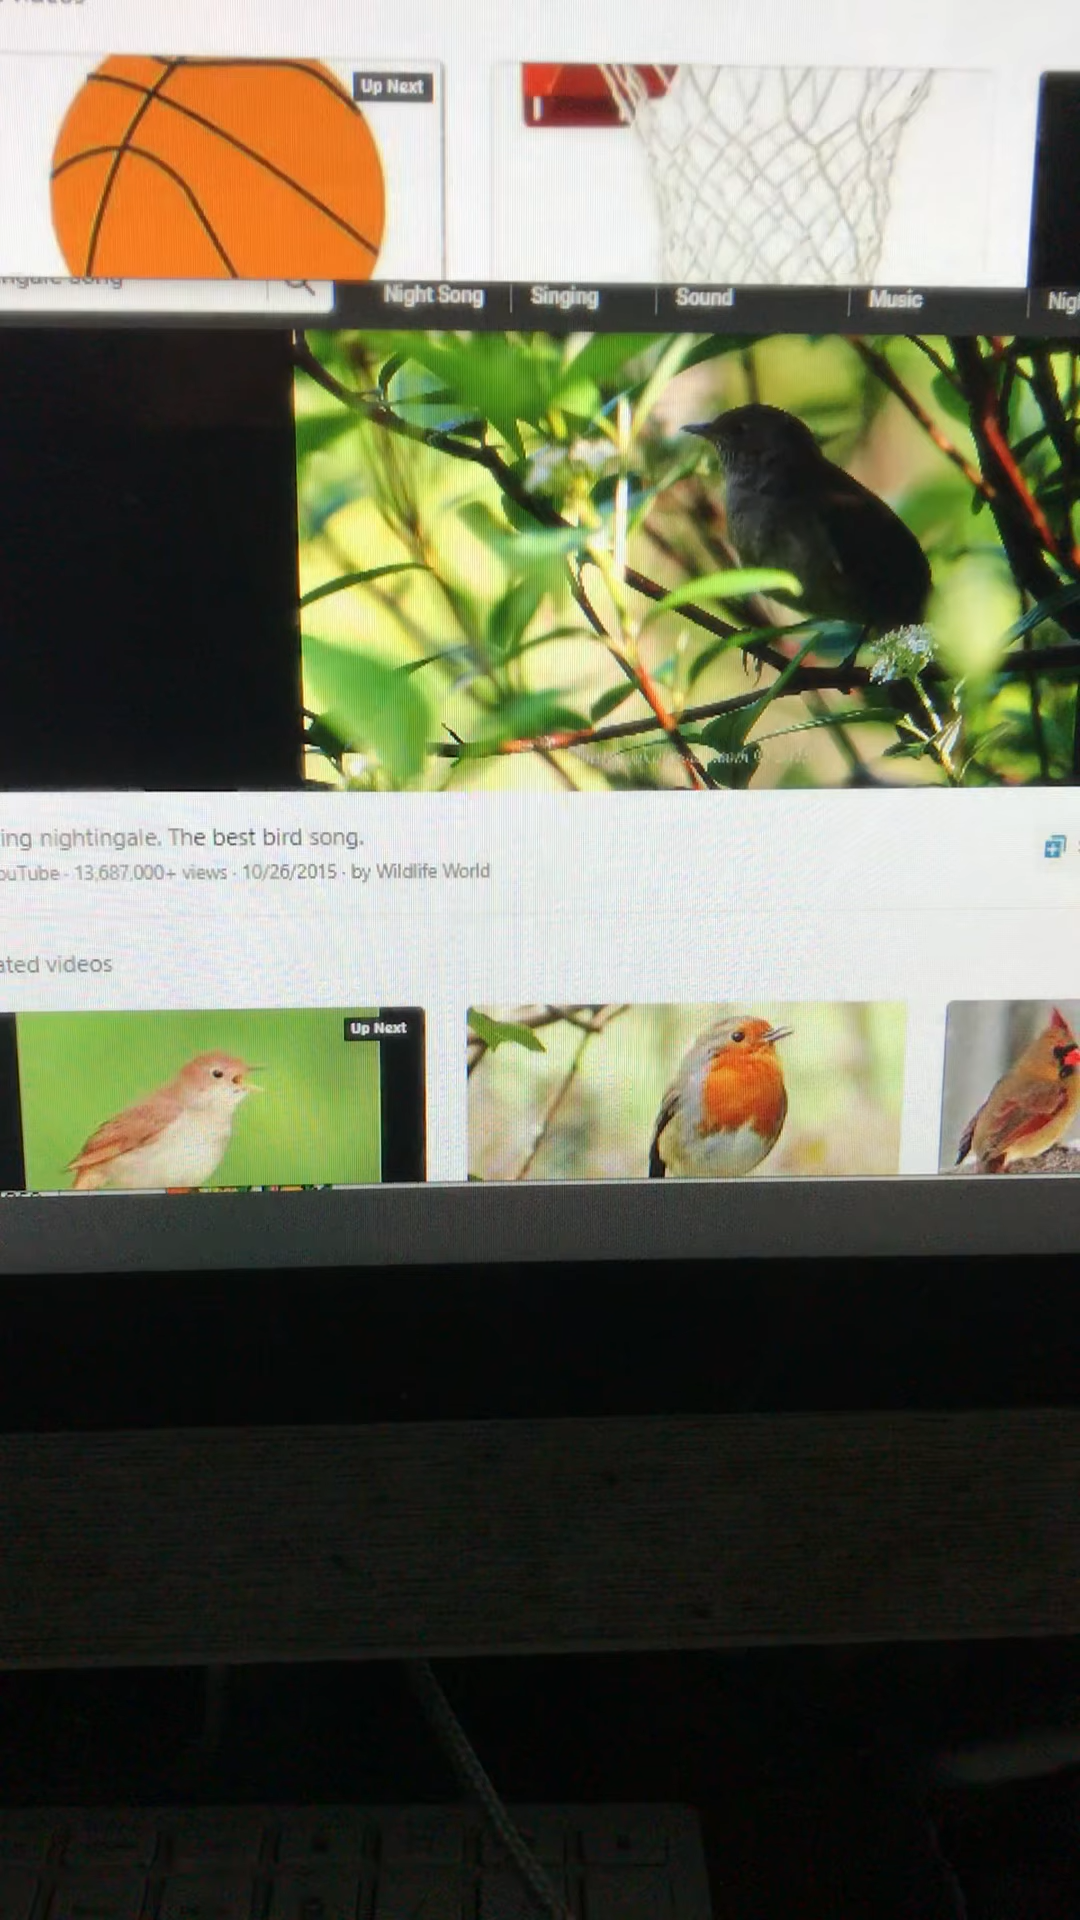 Up Next
Night Song
Singing
Sound
Music
ing nightingale. The best bird song.
ouTube · 13,687,000+ views · 10/26/2015 · by Wildlife World
ated videos
Up Next